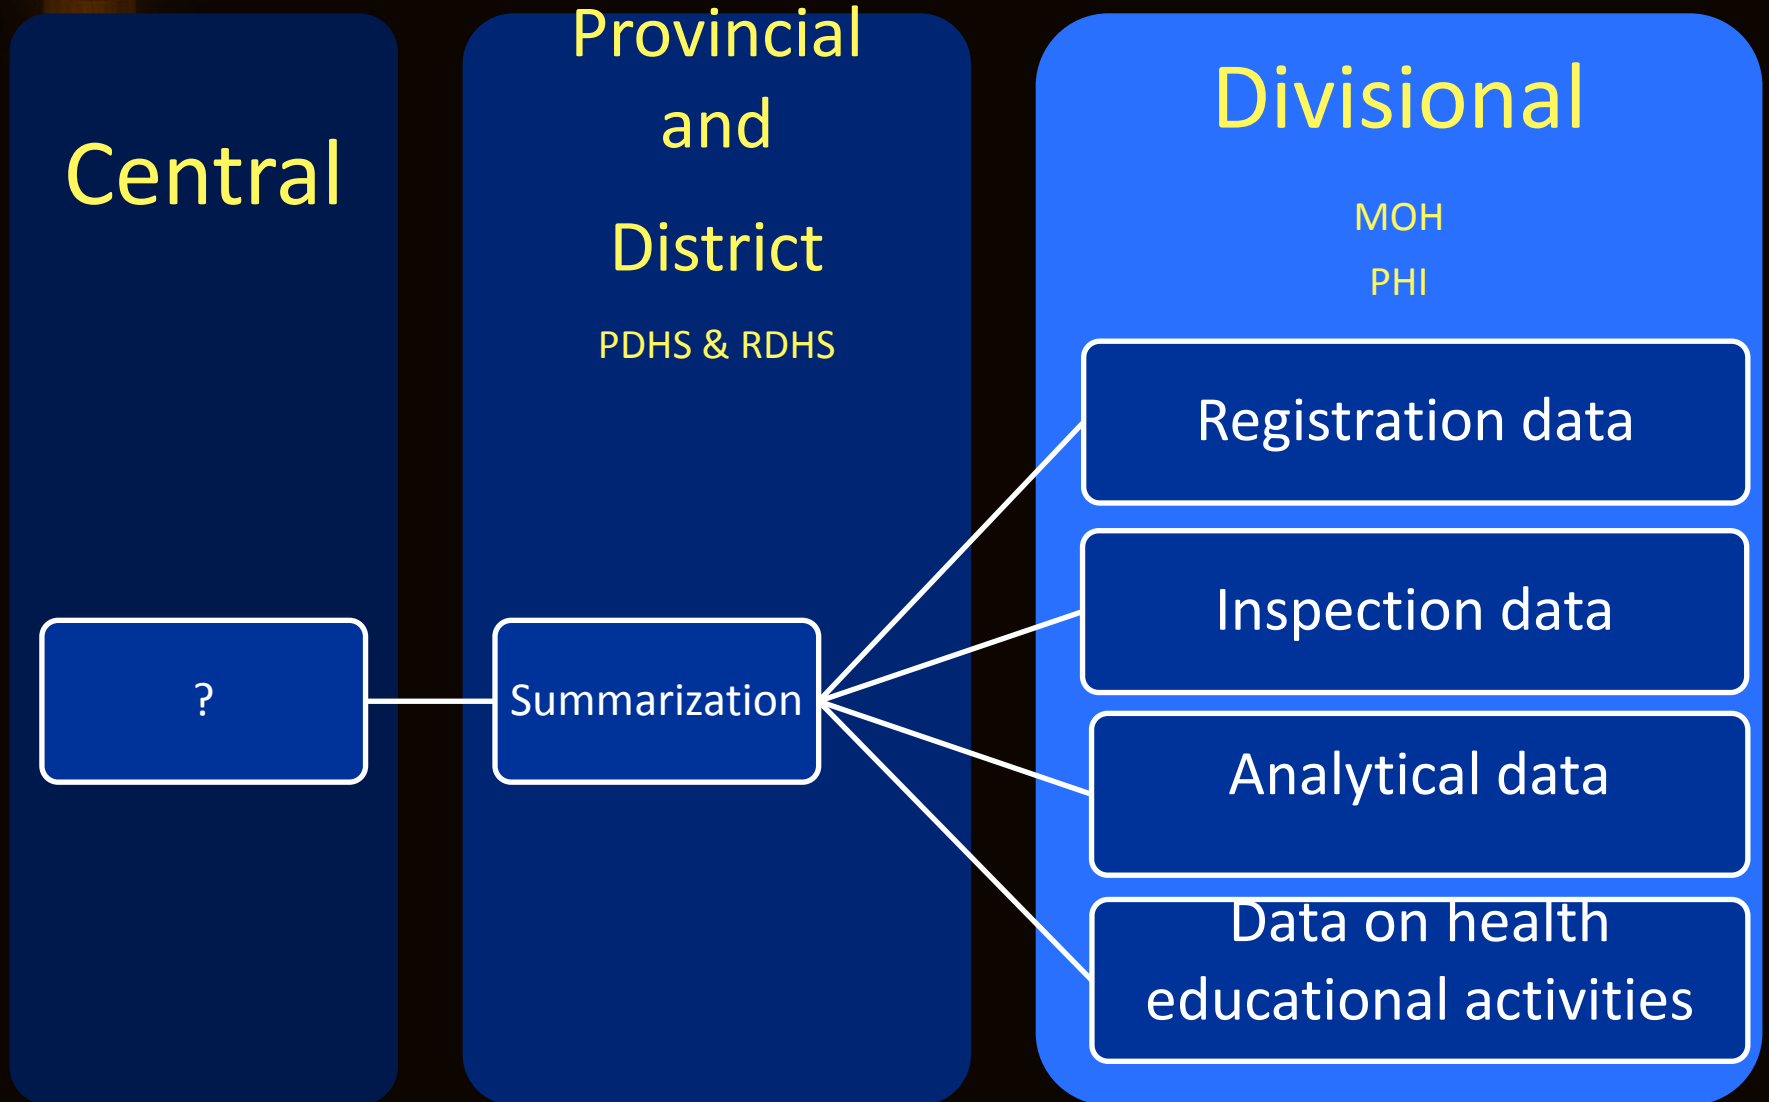 Central
?
Provincial
and
District
PDHS & RDHS
Summarization
Divisional
MOH
PHI
Registration data
Inspection data
Analytical data
Data on health
educational activities